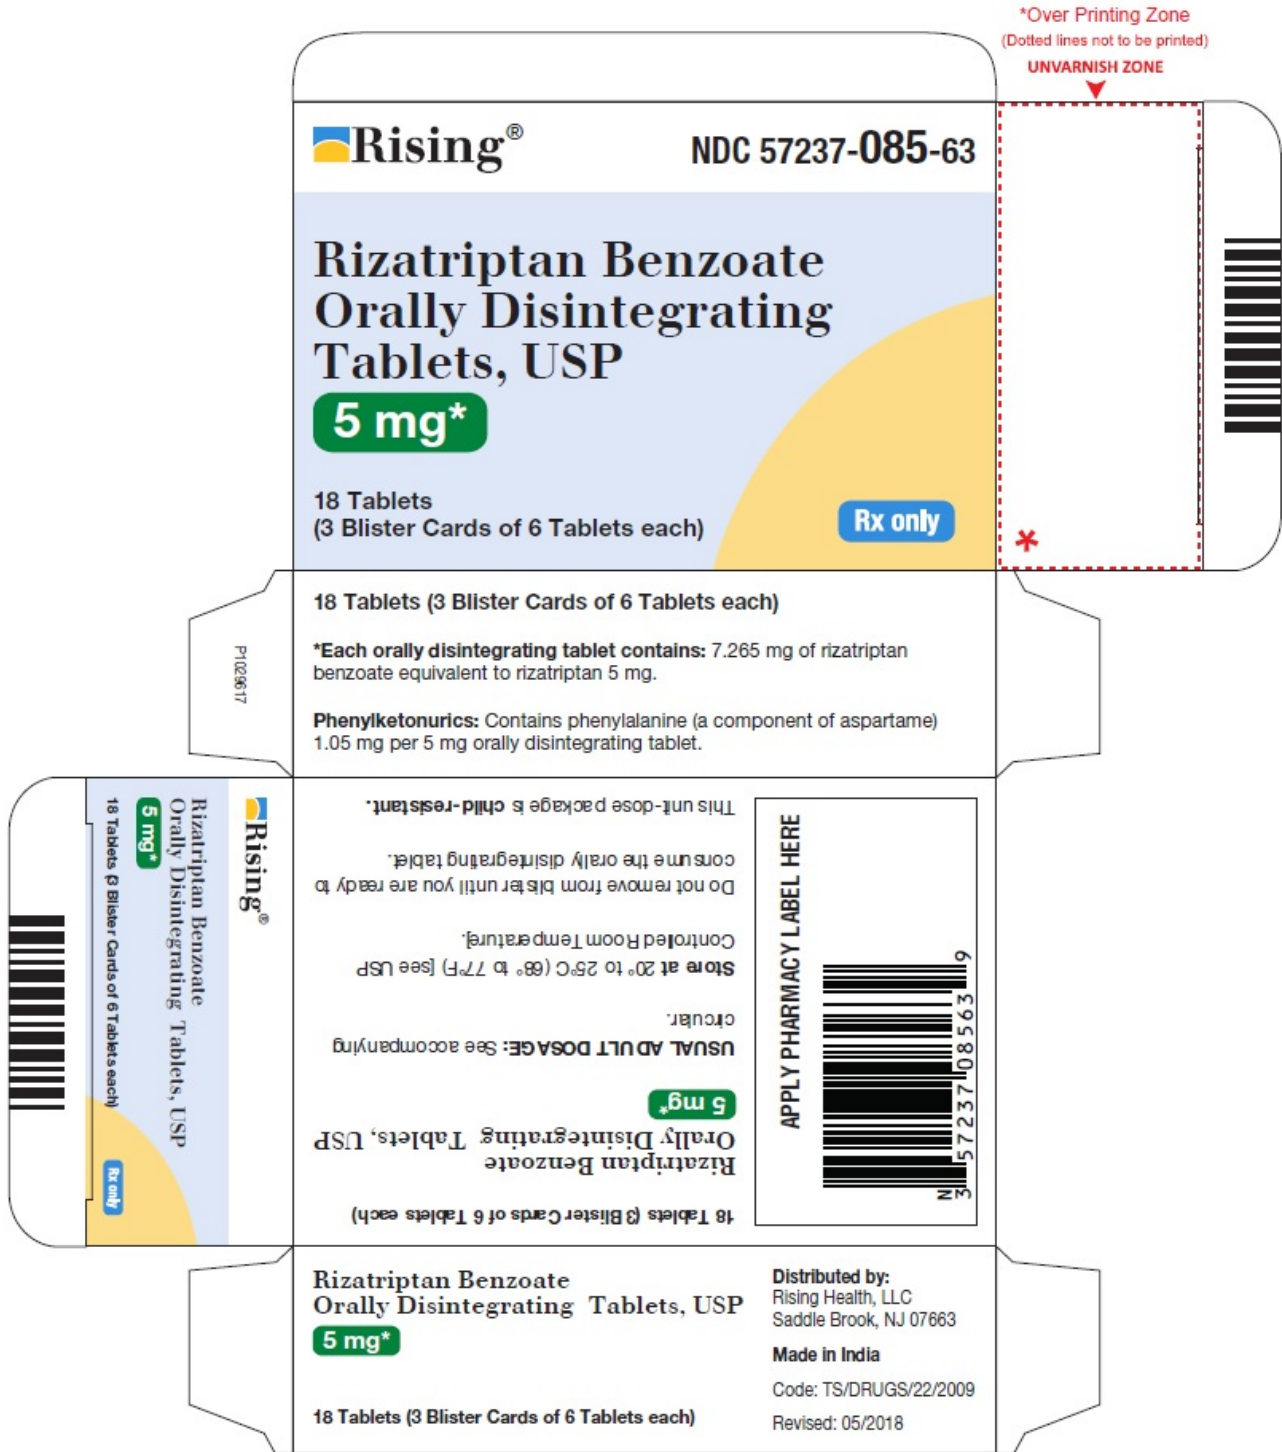 *Over Printing Zone
(Dotted lines not to be printed)
UNVARNISH ZONE
Rising®
NDC 57237-085-63
Rizatriptan Benzoate
Orally Disintegrating
Tablets, USP
5 mg*
18 Tablets
(3 Blister Cards of 6 Tablets each)
Rx only
*
18 Tablets (3 Blister Cards of 6 Tablets each)
*Each orally disintegrating tablet contains: 7.265 mg of rizatriptan
benzoate equivalent to rizatriptan 5 mg.
Phenylketonurics: Contains phenylalanine (a component of aspartame)
1.05 mg per 5 mg orally disintegrating tablet.
P1029617
Rising®
Rizatriptan Benzoate
Orally Disintegrating Tablets, USP
5 mg*
18 Tablets (3 Blister Cards of 6 Tablets each)
Rx only
18 Tablets (3 Blister Cards of 6 Tablets each)
Rizatriptan Benzoate
Orally Disintegrating Tablets, USP
5 mg*
USUAL ADULT DOSAGE: See accompanying
circular.
Store at 20° to 25°C (68° to 77°F) [see USP
Controlled Room Temperature].
Do not remove from blister until you are ready to
consume the orally disintegrating tablet.
This unit-dose package is child-resistant.
APPLY PHARMACY LABEL HERE
N
3 57237 08563 9
Rizatriptan Benzoate
Orally Disintegrating Tablets, USP
5 mg*
18 Tablets (3 Blister Cards of 6 Tablets each)
Distributed by:
Rising Health, LLC
Saddle Brook, NJ 07663
Made in India
Code: TS/DRUGS/22/2009
Revised: 05/2018